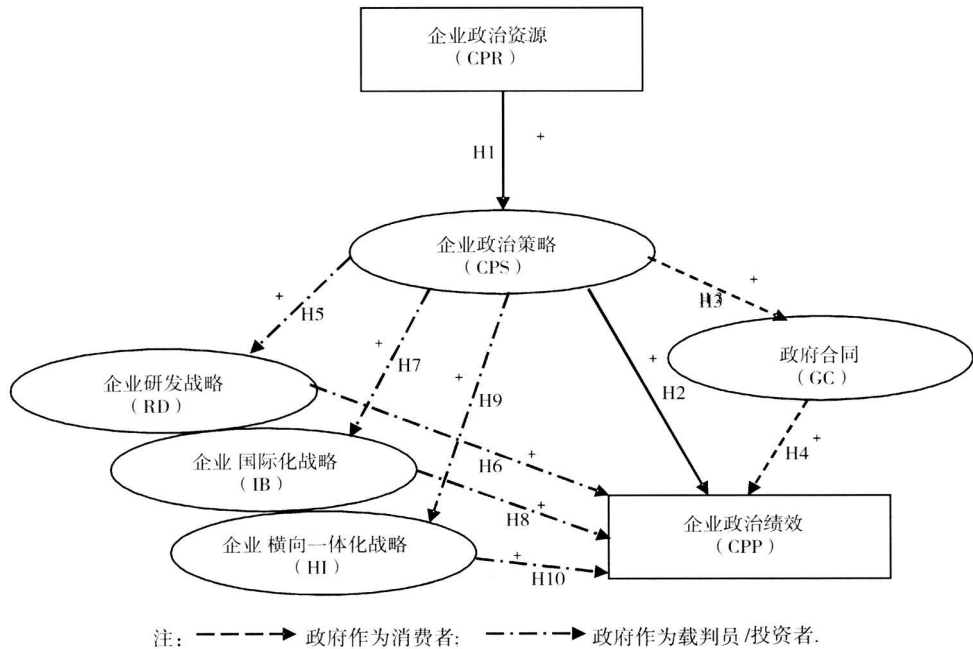 企业政治资源
（CPR）
+
H1
企业政治策略
（CPS）
+
H5
+
H7
+
H9
+
H2
+
H3
政府合同
（GC）
+
H4
企业研发战略
（RD）
+
H6
企业 国际化战略
（IB）
+
H8
企业 横向一体化战略
（HI）
+
H10
企业政治绩效
（CPP）
注: 政府作为消费者; 政府作为裁判员/投资者.